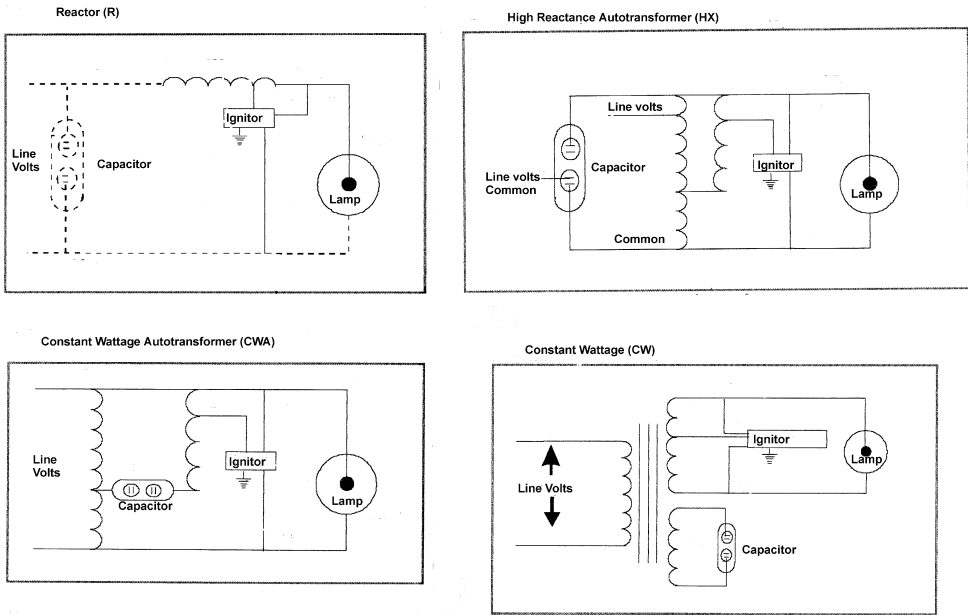 Reactor (R)
Line
Volts
Capacitor
Ignitor
Lamp
High Reactance Autotransformer (HX)
Line volts
Line volts
Common
Capacitor
Common
Ignitor
Lamp
Constant Wattage Autotransformer (CWA)
Line
Volts
Capacitor
Ignitor
Lamp
Constant Wattage (CW)
Line Volts
Ignitor
Lamp
Capacitor